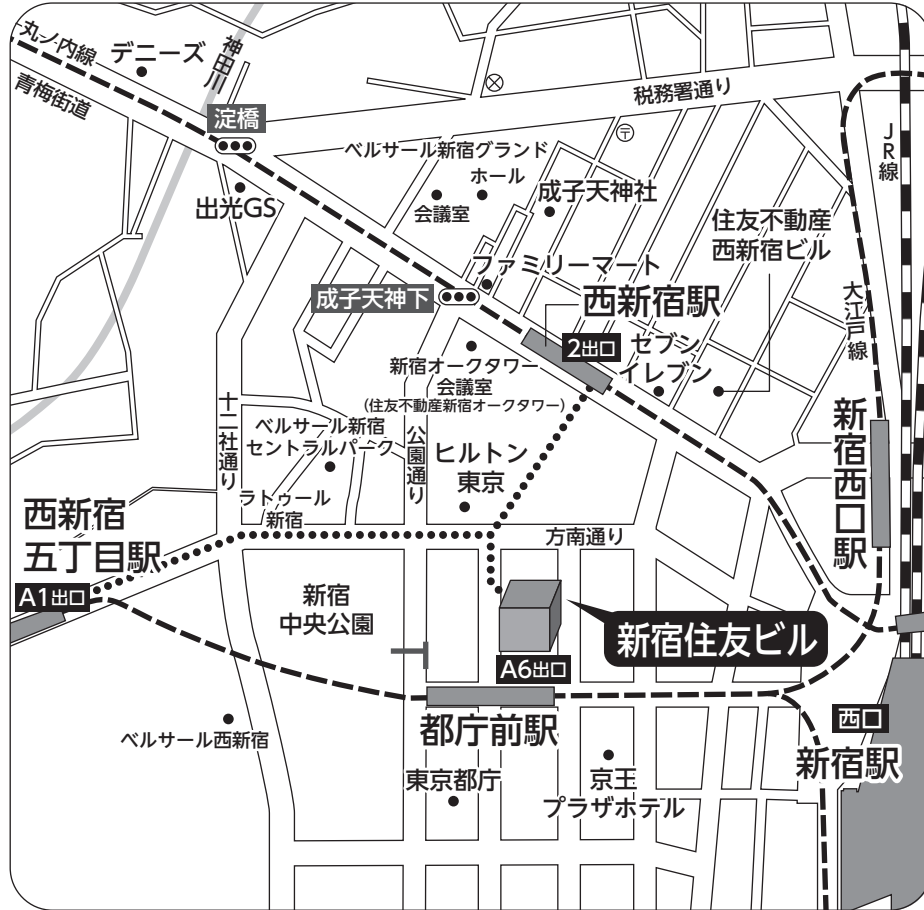 丸ノ内線
デニーズ
神田川
青梅街道
淀橋
税務署通り
〒
JR線
ベルサール新宿グランド
ホール
会議室
成子天神社
出光GS
住友不動産
西新宿ビル
ファミリーマート
成子天神下
西新宿駅
大江戸線
2出口
セブン
イレブン
新宿オークタワー
会議室
(住友不動産新宿オークタワー)
十二社通り
ベルサール新宿
セントラルパーク
公園通り
ヒルトン
東京
新宿西口駅
ラトゥール
新宿
西新宿
五丁目駅
方南通り
A1出口
新宿
中央公園
新宿住友ビル
A6出口
都庁前駅
西口
新宿駅
ベルサール西新宿
東京都庁
京王
プラザホテル